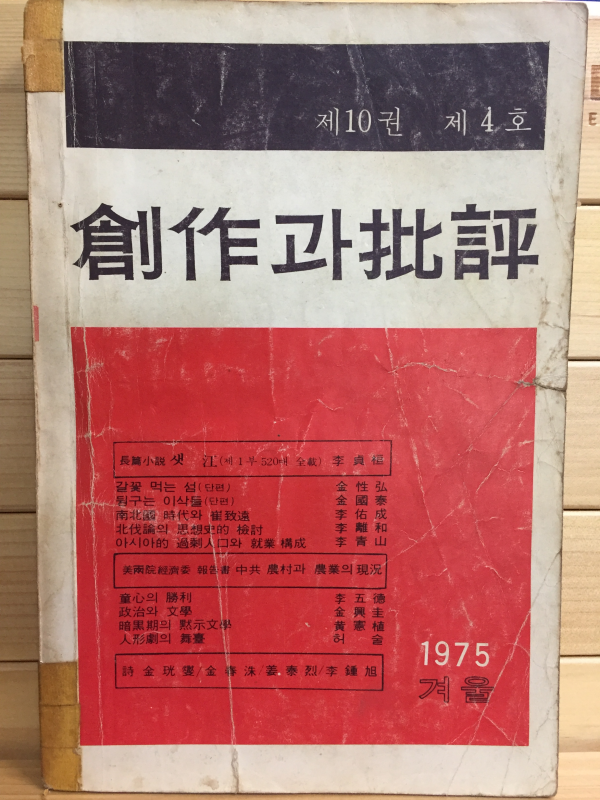 제10권 제4호
創作과批評
長篇小説 샛 江 (제1부 520매 全載) 李貞桓
갈꽃 먹는 섬 (단편) 金性弘
뒹구는 이삭들 (단편) 金國泰
南北國 時代와 崔致遠 李佑成
北伐論의 思想史的 檢討 李離和
아시아的 過剩人口와 就業構成 李青山
美兩院經濟委 報告書 中共 農村과 農業의 現況
童心의 勝利 李五德
政治와 文學 金興圭
暗黑期의 黙示文學 黃憲植
人形劇의 舞臺 허술
詩 金珖燮/金春洙/姜泰烈/李鍾旭
1975
겨울
E